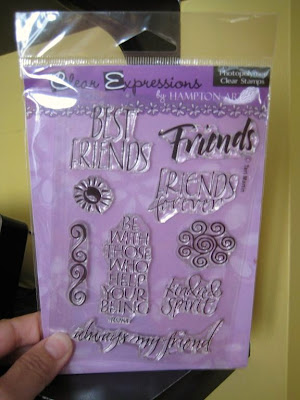 Clear Expressions
by HAMPTON ART
Photopolymer
Clear Stamps
BEST
FRIENDS
Friends
FRIENDS
forever
BE
WITH
THOSE
WHO
HELP
YOUR
BEING
kindred
spirit
always my friend